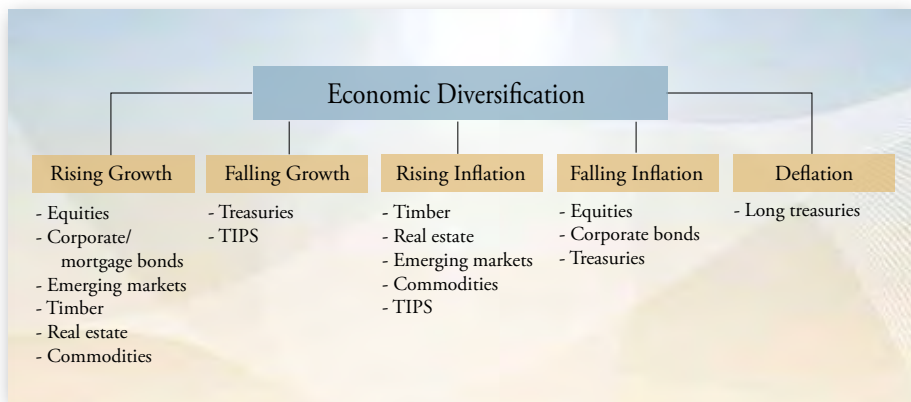 Economic Diversification
Rising Growth
- Equities
- Corporate/
mortgage bonds
- Emerging markets
- Timber
- Real estate
- Commodities
Falling Growth
- Treasuries
- TIPS
Rising Inflation
- Timber
- Real estate
- Emerging markets
- Commodities
- TIPS
Falling Inflation
- Equities
- Corporate bonds
- Treasuries
Deflation
- Long treasuries